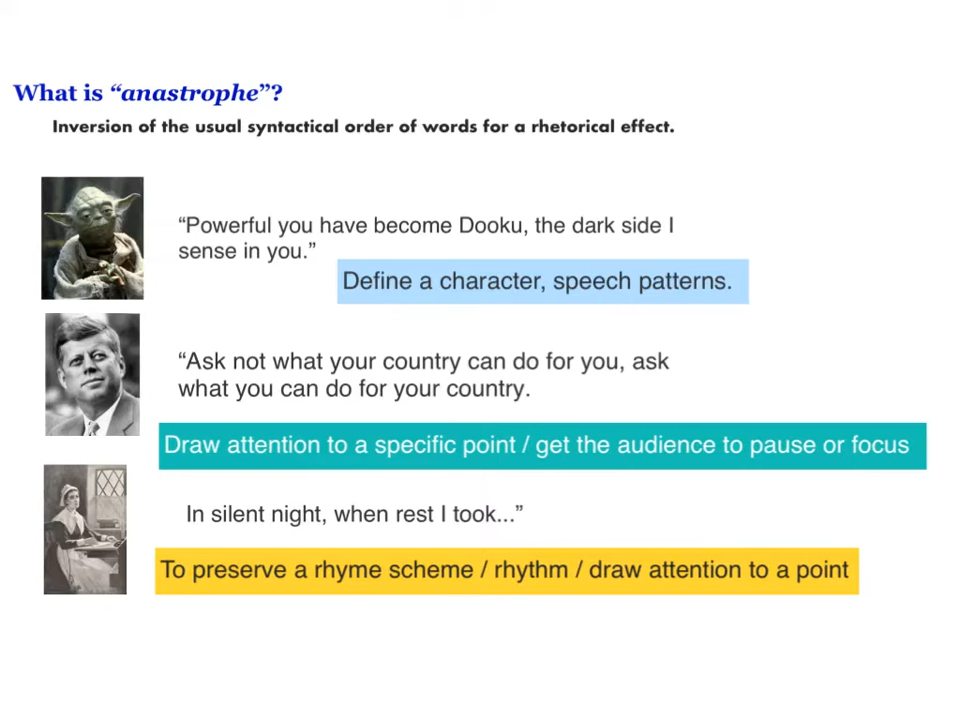 What is “anastrophe”?
Inversion of the usual syntactical order of words for a rhetorical effect.
“Powerful you have become Dooku, the dark side I
sense in you.”
Define a character, speech patterns.
“Ask not what your country can do for you, ask
what you can do for your country.
Draw attention to a specific point / get the audience to pause or focus
In silent night, when rest I took...”
To preserve a rhyme scheme / rhythm / draw attention to a point